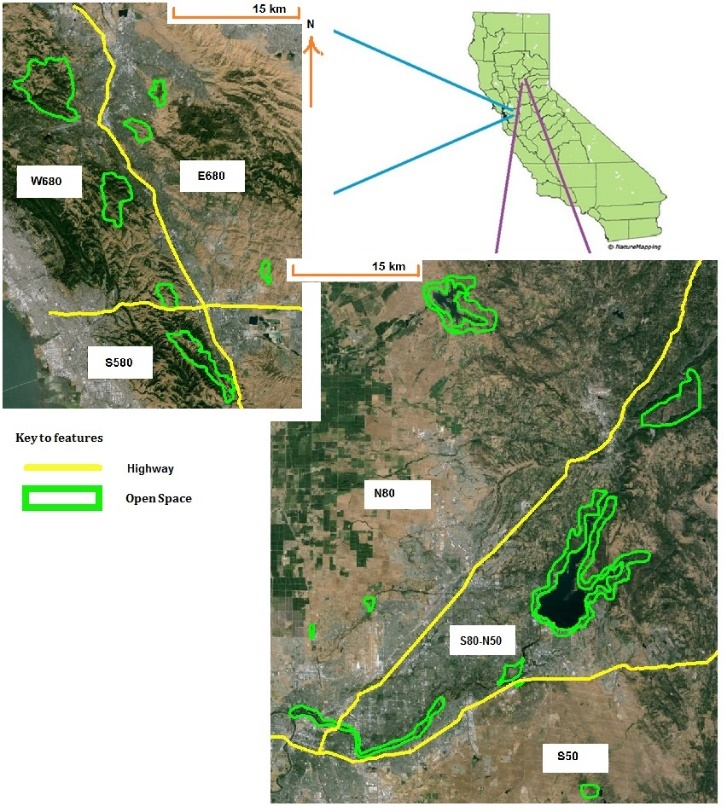 15 km
N
W680
E680
S580
© NatureMapping
15 km
Key to features
Highway
Open Space
N80
S80-N50
S50